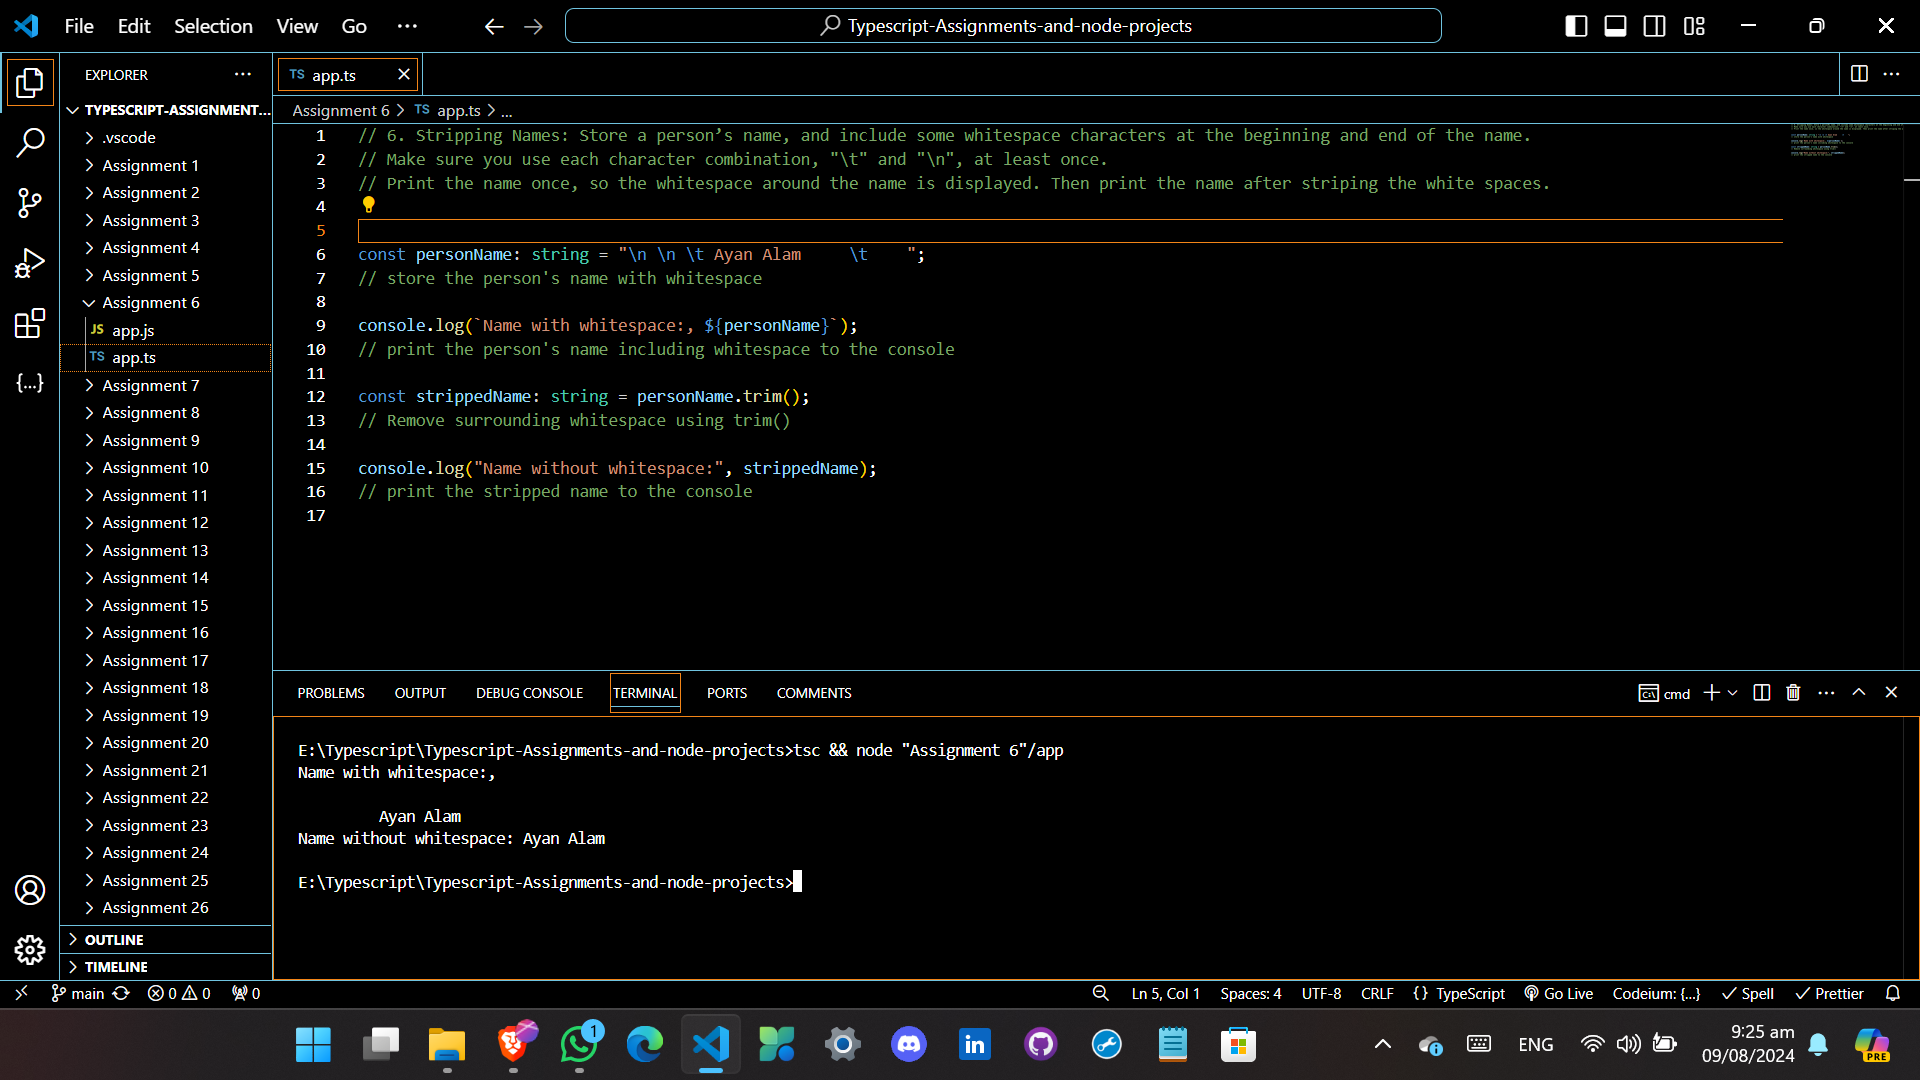 File Edit Selection View Go ··· Typescript-Assignments-and-node-projects
EXPLORER ···
TYPESCRIPT-ASSIGNMENT...
.vscode
Assignment 1
Assignment 2
Assignment 3
Assignment 4
Assignment 5
Assignment 6
JS app.js
TS app.ts
Assignment 7
Assignment 8
Assignment 9
Assignment 10
Assignment 11
Assignment 12
Assignment 13
Assignment 14
Assignment 15
Assignment 16
Assignment 17
Assignment 18
Assignment 19
Assignment 20
Assignment 21
Assignment 22
Assignment 23
Assignment 24
Assignment 25
Assignment 26
OUTLINE
TIMELINE
TS app.ts
Assignment 6 > TS app.ts > ...
1 // 6. Stripping Names: Store a person’s name, and include some whitespace characters at the beginning and end of the name.
2 // Make sure you use each character combination, "\t" and "\n", at least once.
3 // Print the name once, so the whitespace around the name is displayed. Then print the name after striping the white spaces.
4
5
6 const personName: string = "\n \n \t Ayan Alam     \t    ";
7 // store the person's name with whitespace
8
9 console.log(`Name with whitespace:, ${personName}`);
10 // print the person's name including whitespace to the console
11
12 const strippedName: string = personName.trim();
13 // Remove surrounding whitespace using trim()
14
15 console.log("Name without whitespace:", strippedName);
16 // print the stripped name to the console
17
PROBLEMS OUTPUT DEBUG CONSOLE TERMINAL PORTS COMMENTS cmd
E:\Typescript\Typescript-Assignments-and-node-projects>tsc && node "Assignment 6"/app
Name with whitespace:,
Ayan Alam
Name without whitespace: Ayan Alam
E:\Typescript\Typescript-Assignments-and-node-projects>
main 0 0 0 Ln 5, Col 1 Spaces: 4 UTF-8 CRLF {} TypeScript Go Live Codeium: {...} Spell Prettier
1 in ENG 9:25 am PRE
09/08/2024